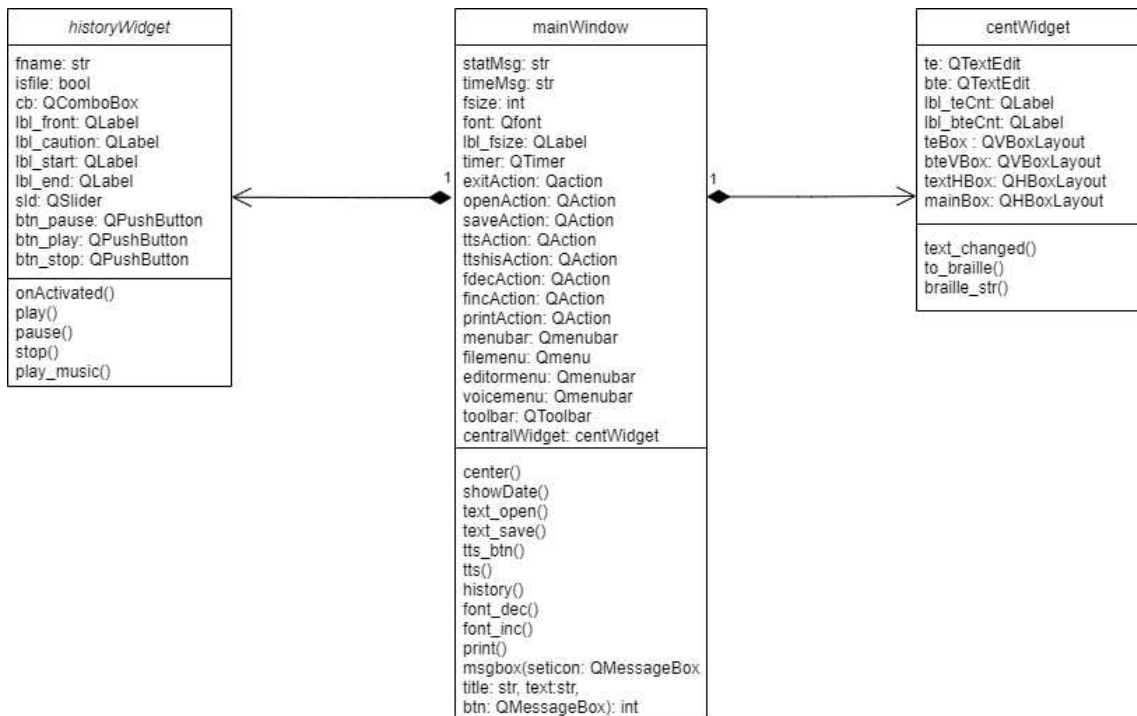 historyWidget
fname: str
isfile: bool
cb: QComboBox
lbl_front: QLabel
lbl_caution: QLabel
lbl_start: QLabel
lbl_end: QLabel
sld: QSlider
btn_pause: QPushButton
btn_play: QPushButton
btn_stop: QPushButton
onActivated()
play()
pause()
stop()
play_music()
1
mainWindow
statMsg: str
timeMsg: str
fsize: int
font: Qfont
lbl_fsize: QLabel
timer: QTimer
exitAction: Qaction
openAction: QAction
saveAction: QAction
ttsAction: QAction
ttshisAction: QAction
fdecAction: QAction
fincAction: QAction
printAction: QAction
menubar: Qmenubar
filemenu: Qmenu
editormenu: Qmenubar
voicemenu: Qmenubar
toolbar: QToolbar
centralWidget: centWidget
center()
showDate()
text_open()
text_save()
tts_btn()
tts()
history()
font_dec()
font_inc()
print()
msgbox(seticon: QMessageBox
title: str, text:str,
btn: QMessageBox): int
1
centWidget
te: QTextEdit
bte: QTextEdit
lbl_teCnt: QLabel
lbl_bteCnt: QLabel
teBox : QVBoxLayout
bteVBox: QVBoxLayout
textHBox: QHBoxLayout
mainBox: QHBoxLayout
text_changed()
to_braille()
braille_str()